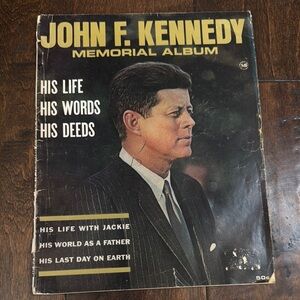 JOHN F. KENNEDY
MEMORIAL ALBUM
HIS LIFE
HIS WORDS
HIS DEEDS
HIS LIFE WITH JACKIE
HIS WORLD AS A FATHER
HIS LAST DAY ON EARTH
50¢